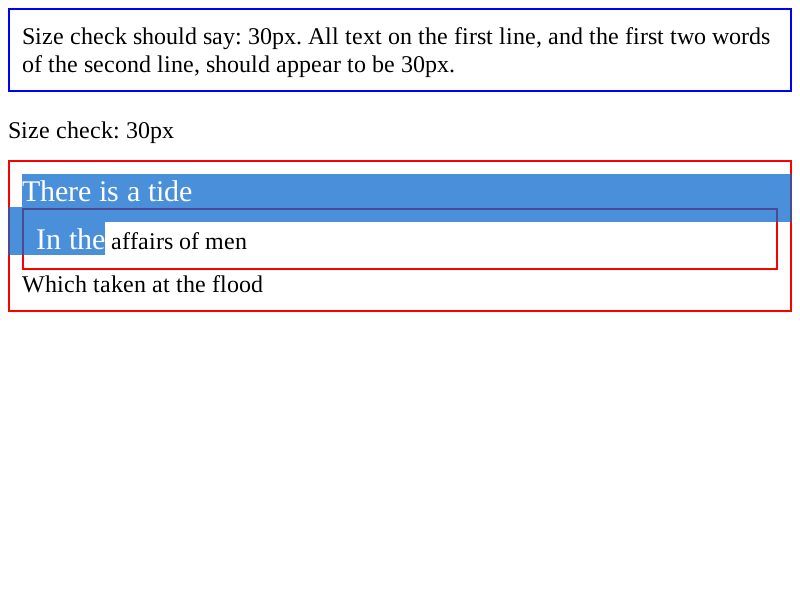 Size check should say: 30px. All text on the first line, and the first two words
of the second line, should appear to be 30px.
Size check: 30px
There is a tide
In the affairs of men
Which taken at the flood